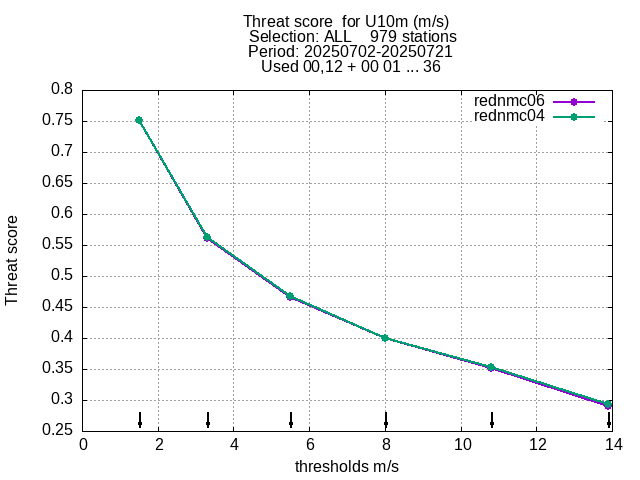 Threat score  for U10m (m/s)
Selection: ALL    979 stations
Period: 20250702-20250721
Used 00,12 + 00 01 ... 36
rednmc06
rednmc04
0.8
0.75
0.7
0.65
0.6
0.55
0.5
0.45
0.4
0.35
0.3
0.25
Threat score
0 2 4 6 8 10 12 14
thresholds m/s